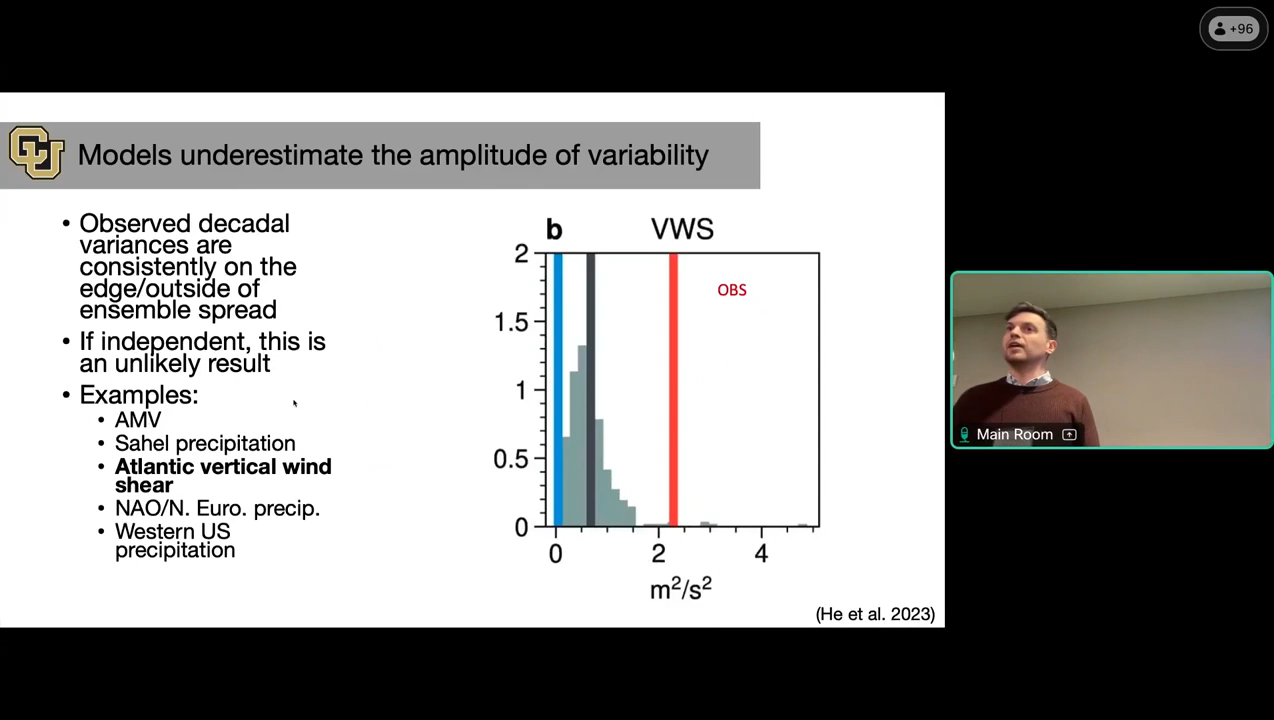 +96
CU
Models underestimate the amplitude of variability
• Observed decadal
variances are
consistently on the
edge/outside of
ensemble spread
• If independent, this is
an unlikely result
• Examples:
• AMV
• Sahel precipitation
• Atlantic vertical wind
shear
• NAO/N. Euro. precip.
• Western US
precipitation
b VWS
2
1.5
1
0.5
0
OBS
0 2 4
m²/s²
(He et al. 2023)
Main Room